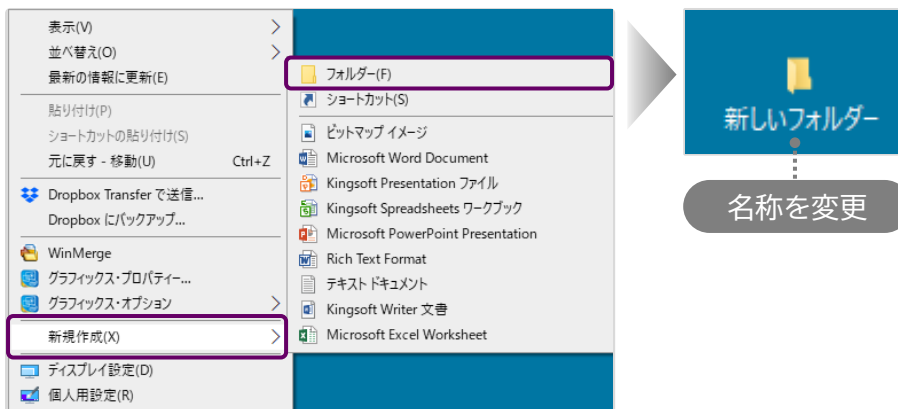 表示(V)
並べ替え(O)
最新の情報に更新(E)
貼り付け(P)
ショートカットの貼り付け(S)
元に戻す - 移動(U) Ctrl+Z
Dropbox Transfer で送信...
Dropbox にバックアップ...
WinMerge
グラフィックス・プロパティー...
グラフィックス・オプション
新規作成(X)
ディスプレイ設定(D)
個人用設定(R)
フォルダー(F)
ショートカット(S)
ビットマップ イメージ
Microsoft Word Document
Kingsoft Presentation ファイル
Kingsoft Spreadsheets ワークブック
Microsoft PowerPoint Presentation
Rich Text Format
テキスト ドキュメント
Kingsoft Writer 文書
Microsoft Excel Worksheet
新しいフォルダー
名称を変更